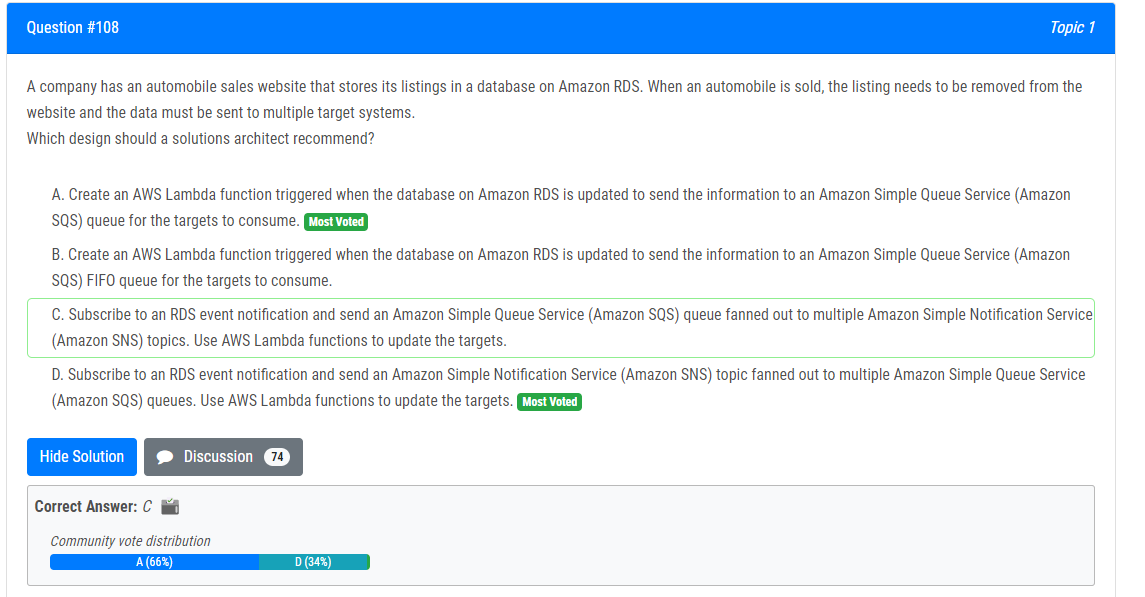 Question #108
Topic 1
A company has an automobile sales website that stores its listings in a database on Amazon RDS. When an automobile is sold, the listing needs to be removed from the
website and the data must be sent to multiple target systems.
Which design should a solutions architect recommend?
A. Create an AWS Lambda function triggered when the database on Amazon RDS is updated to send the information to an Amazon Simple Queue Service (Amazon
SQS) queue for the targets to consume. Most Voted
B. Create an AWS Lambda function triggered when the database on Amazon RDS is updated to send the information to an Amazon Simple Queue Service (Amazon
SQS) FIFO queue for the targets to consume.
C. Subscribe to an RDS event notification and send an Amazon Simple Queue Service (Amazon SQS) queue fanned out to multiple Amazon Simple Notification Service
(Amazon SNS) topics. Use AWS Lambda functions to update the targets.
D. Subscribe to an RDS event notification and send an Amazon Simple Notification Service (Amazon SNS) topic fanned out to multiple Amazon Simple Queue Service
(Amazon SQS) queues. Use AWS Lambda functions to update the targets. Most Voted
Hide Solution
Discussion 74
Correct Answer: C
Community vote distribution
A (66%)
D (34%)